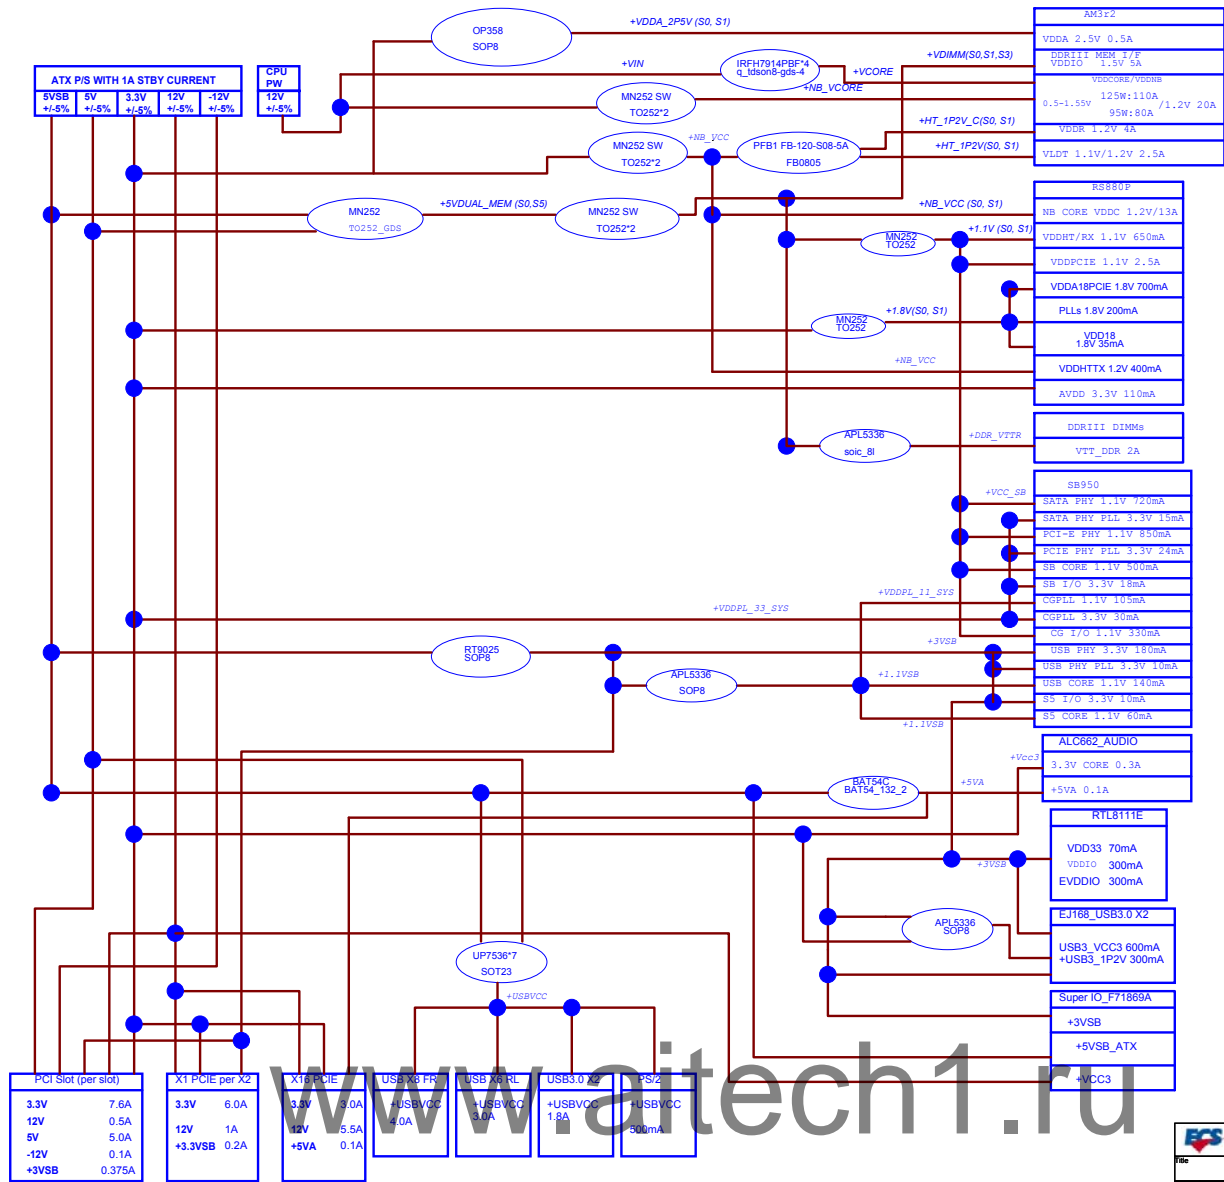 OP358
SOP8
+VDDA_2P5V (S0, S1)
AM3r2
VDDA 2.5V 0.5A
DDRIII MEM I/F
VDDIO 1.5V 5A
VDDCORE/VDDNB
0.5-1.55V 125W:110A /1.2V 20A
95W:80A
VDDR 1.2V 4A
VLDT 1.1V/1.2V 2.5A
+VIN
IRFH7914PBF*4
q_tdson8-gds-4
+VDIMM(S0,S1,S3)
+VCORE
+NB_VCORE
ATX P/S WITH 1A STBY CURRENT
5VSB +/-5%
5V +/-5%
3.3V +/-5%
12V +/-5%
-12V +/-5%
CPU PW
12V +/-5%
MN252 SW
TO252*2
+HT_1P2V_C(S0, S1)
MN252 SW
TO252*2
+NB_VCC
PFB1 FB-120-S08-5A
FB0805
+HT_1P2V(S0, S1)
MN252
TO252_GDS
+5VDUAL_MEM (S0,S5)
MN252 SW
TO252*2
+NB_VCC (S0, S1)
RS880P
NB CORE VDDC 1.2V/13A
VDDHT/RX 1.1V 650mA
VDDPCIE 1.1V 2.5A
VDDA18PCIE 1.8V 700mA
PLLs 1.8V 200mA
VDD18
1.8V 35mA
VDDHTTX 1.2V 400mA
AVDD 3.3V 110mA
MN252
TO252
+1.1V (S0, S1)
MN252
TO252
+1.8V(S0, S1)
+NB_VCC
APL5336
soic_8l
+DDR_VTTR
DDRIII DIMMs
VTT_DDR 2A
+VCC_SB
SB950
SATA PHY 1.1V 720mA
SATA PHY PLL 3.3V 15mA
PCI-E PHY 1.1V 850mA
PCIE PHY PLL 3.3V 24mA
SB CORE 1.1V 500mA
SB I/O 3.3V 18mA
CGPLL 1.1V 105mA
CGPLL 3.3V 30mA
CG I/O 1.1V 330mA
USB PHY 3.3V 180mA
USB PHY PLL 3.3V 10mA
USB CORE 1.1V 140mA
S5 I/O 3.3V 10mA
S5 CORE 1.1V 60mA
+VDDPL_11_SYS
+VDDPL_33_SYS
RT9025
SOP8
+3VSB
APL5336
SOP8
+1.1VSB
+1.1VSB
ALC662_AUDIO
3.3V CORE 0.3A
+5VA 0.1A
+Vcc3
BAT54C
BAT54_132_2
+5VA
RTL8111E
VDD33 70mA
VDDIO 300mA
EVDDIO 300mA
+3VSB
APL5336
SOP8
EJ168_USB3.0 X2
USB3_VCC3 600mA
+USB3_1P2V 300mA
UP7536*7
SOT23
+USBVCC
Super IO_F71869A
+3VSB
+5VSB_ATX
+VCC3
PCI Slot (per slot)
3.3V 7.6A
12V 0.5A
5V 5.0A
-12V 0.1A
+3VSB 0.375A
X1 PCIE per X2
3.3V 6.0A
12V 1A
+3.3VSB 0.2A
X16 PCIE
3.3V 3.0A
12V 5.5A
+5VA 0.1A
USB X8 FR
+USBVCC
4.0A
USB X6 RL
+USBVCC
3.0A
USB3.0 X2
+USBVCC
1.8A
PS/2
+USBVCC
500mA
www.aitech1.ru
ECS
Title